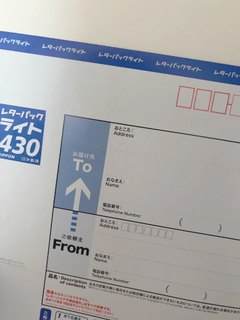 レターパックライト レターパックライト レターパックライト
レターパック
ライト
430
NIPPON 日本郵便
お届け先
To
おところ:
Address
おなまえ:
Name
電話番号:
Telephone Number ( )
ご依頼主
From
おところ:
Address
おなまえ:
Name
電話番号:
Telephone Number ( )
品名: Description
of contents